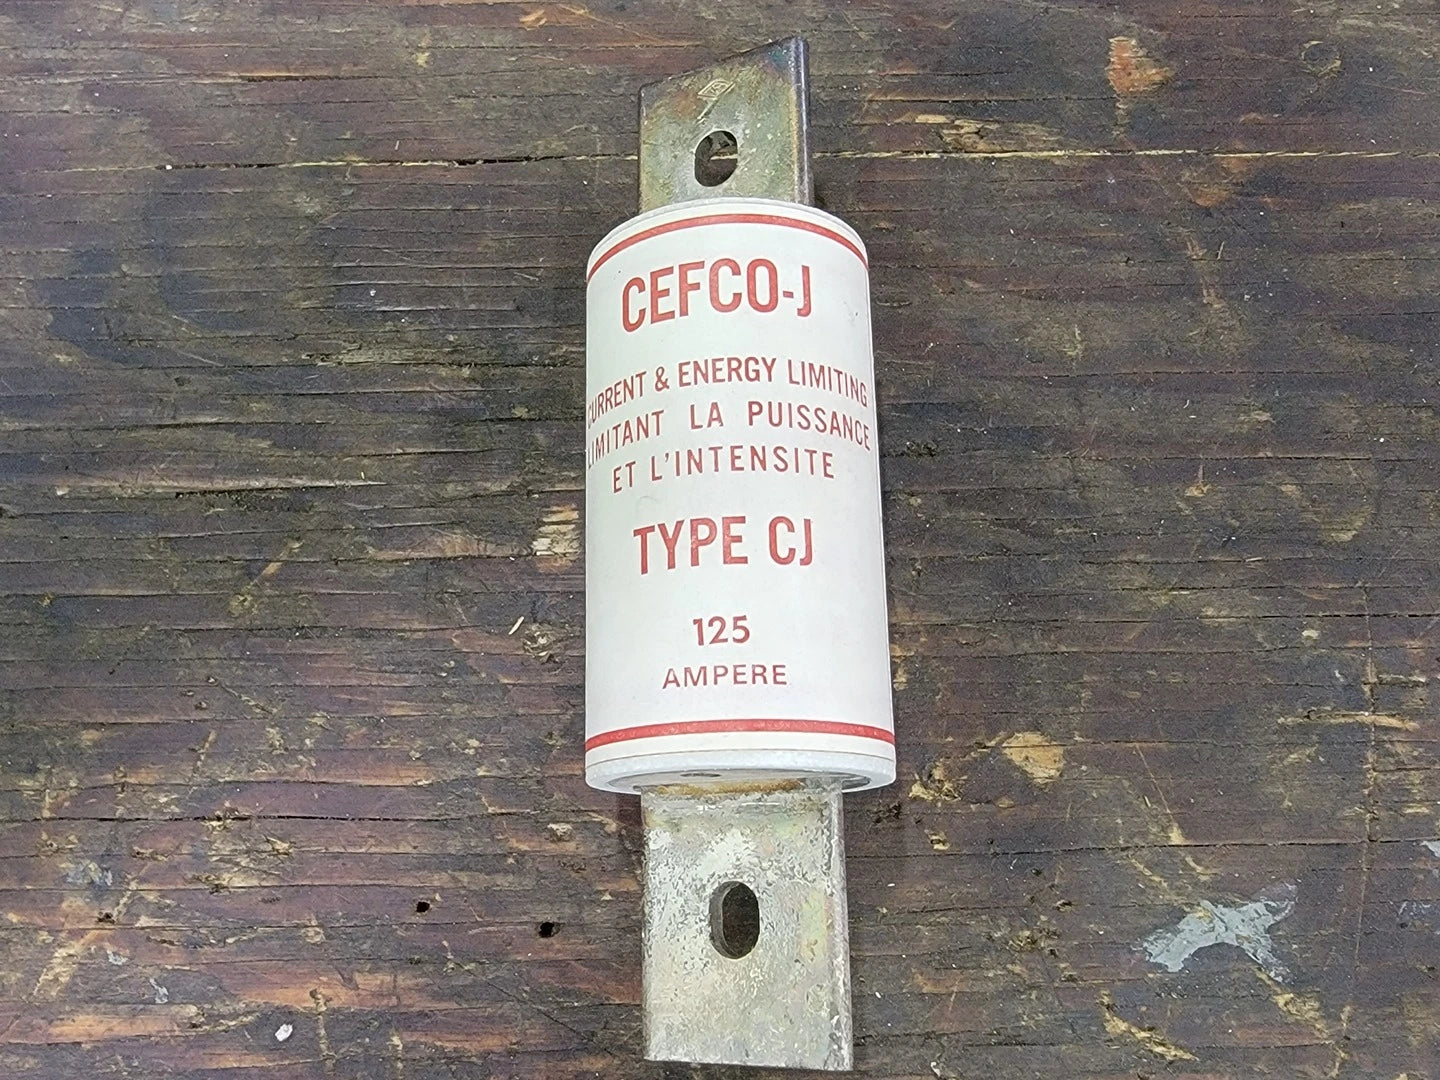 CEFCO-J
CURRENT & ENERGY LIMITING
LIMITANT LA PUISSANCE
ET L'INTENSITE
TYPE CJ
125
AMPERE